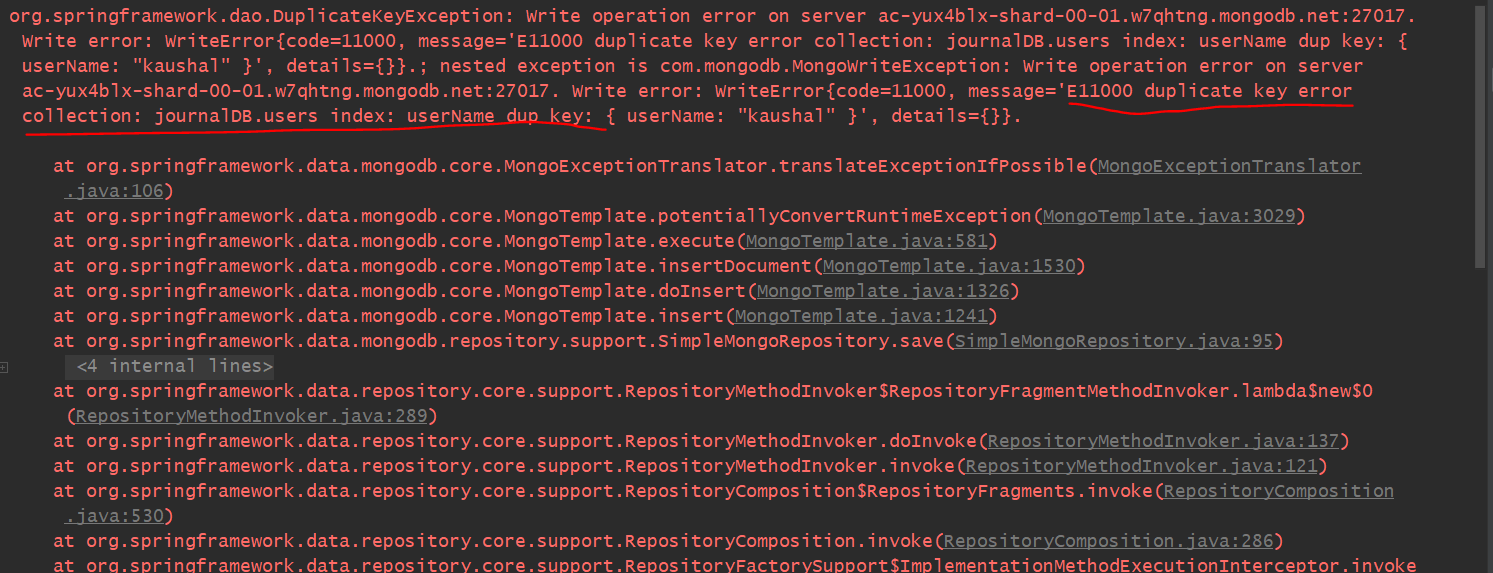 org.springframework.dao.DuplicateKeyException: Write operation error on server ac-yux4blx-shard-00-01.w7qhtng.mongodb.net:27017.
Write error: WriteError{code=11000, message='E11000 duplicate key error collection: journalDB.users index: userName dup key: {
userName: "kaushal" }', details={}}.; nested exception is com.mongodb.MongoWriteException: Write operation error on server
ac-yux4blx-shard-00-01.w7qhtng.mongodb.net:27017. Write error: WriteError{code=11000, message='E11000 duplicate key error
collection: journalDB.users index: userName dup key: { userName: "kaushal" }', details={}}.
at org.springframework.data.mongodb.core.MongoExceptionTranslator.translateExceptionIfPossible(MongoExceptionTranslator
.java:106)
at org.springframework.data.mongodb.core.MongoTemplate.potentiallyConvertRuntimeException(MongoTemplate.java:3029)
at org.springframework.data.mongodb.core.MongoTemplate.execute(MongoTemplate.java:581)
at org.springframework.data.mongodb.core.MongoTemplate.insertDocument(MongoTemplate.java:1530)
at org.springframework.data.mongodb.core.MongoTemplate.doInsert(MongoTemplate.java:1326)
at org.springframework.data.mongodb.core.MongoTemplate.insert(MongoTemplate.java:1241)
at org.springframework.data.mongodb.repository.support.SimpleMongoRepository.save(SimpleMongoRepository.java:95)
<4 internal lines>
at org.springframework.data.repository.core.support.RepositoryMethodInvoker$RepositoryFragmentMethodInvoker.lambda$new$0
(RepositoryMethodInvoker.java:289)
at org.springframework.data.repository.core.support.RepositoryMethodInvoker.doInvoke(RepositoryMethodInvoker.java:137)
at org.springframework.data.repository.core.support.RepositoryMethodInvoker.invoke(RepositoryMethodInvoker.java:121)
at org.springframework.data.repository.core.support.RepositoryComposition$RepositoryFragments.invoke(RepositoryComposition
.java:530)
at org.springframework.data.repository.core.support.RepositoryComposition.invoke(RepositoryComposition.java:286)
at org.springframework.data.repository.core.support.RepositoryFactorySupport$ImplementationMethodExecutionInterceptor.invoke